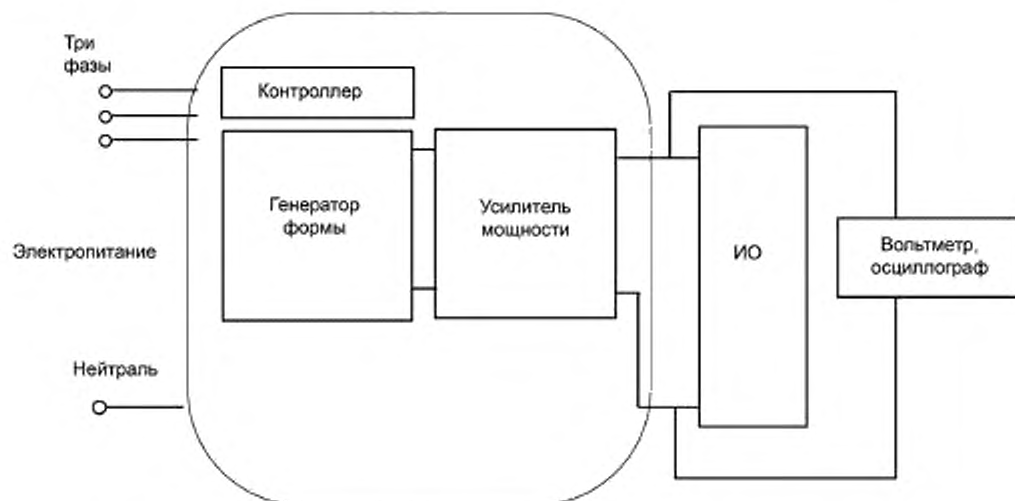 Три
фазы
Контроллер
Генератор
формы
Усилитель
мощности
Электропитание
ИО
Вольтметр,
осциллограф
Нейтраль